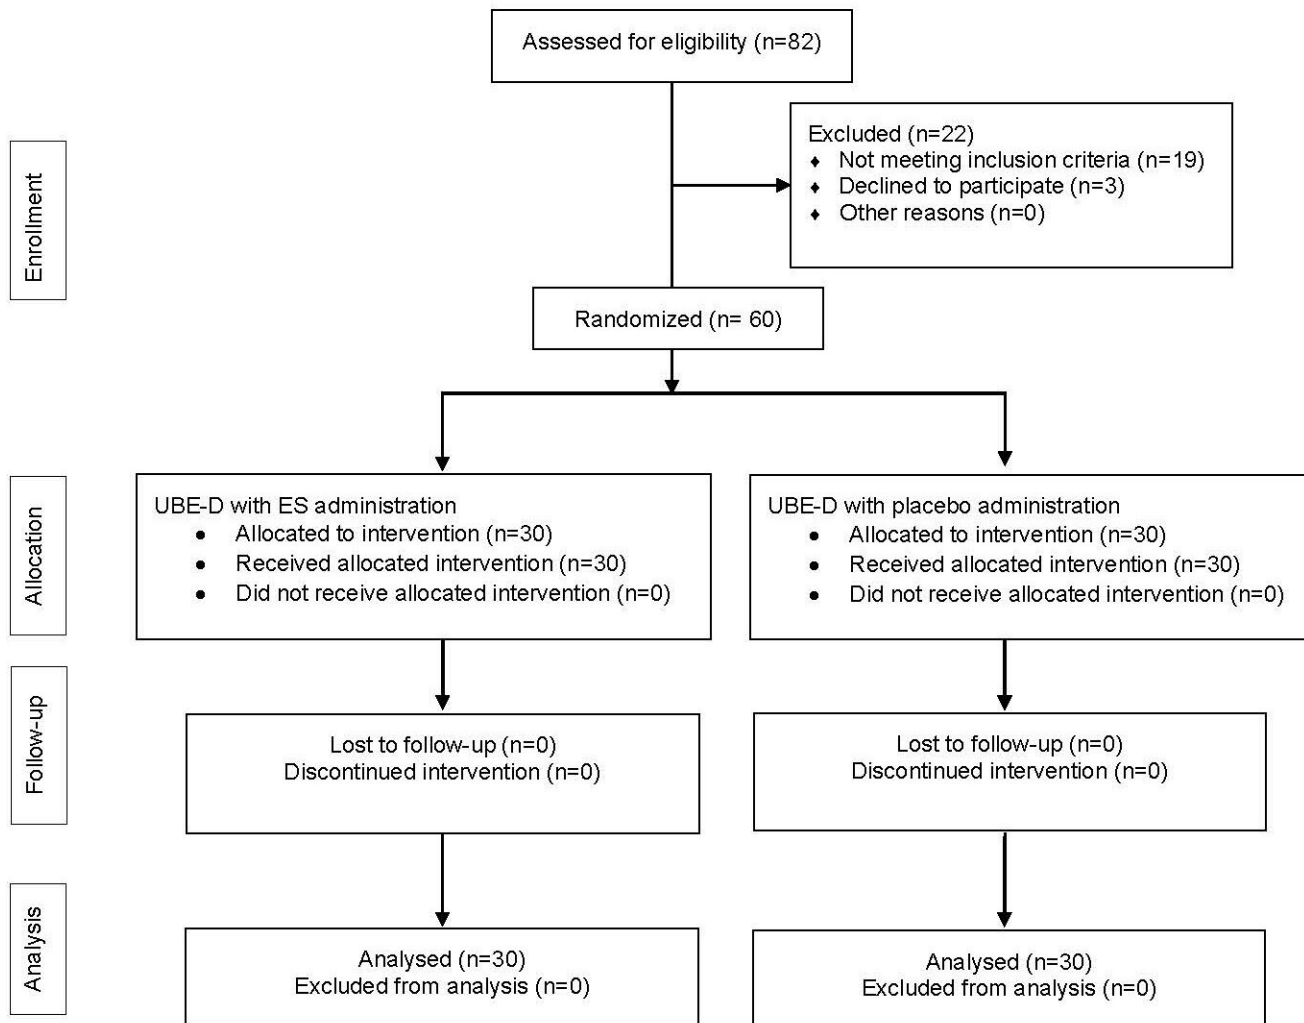 Assessed for eligibility (n=82)
Enrollment
Excluded (n=22)
♦ Not meeting inclusion criteria (n=19)
♦ Declined to participate (n=3)
♦ Other reasons (n=0)
Randomized (n= 60)
Allocation
UBE-D with ES administration
● Allocated to intervention (n=30)
● Received allocated intervention (n=30)
● Did not receive allocated intervention (n=0)
UBE-D with placebo administration
● Allocated to intervention (n=30)
● Received allocated intervention (n=30)
● Did not receive allocated intervention (n=0)
Follow-up
Lost to follow-up (n=0)
Discontinued intervention (n=0)
Lost to follow-up (n=0)
Discontinued intervention (n=0)
Analysis
Analysed (n=30)
Excluded from analysis (n=0)
Analysed (n=30)
Excluded from analysis (n=0)